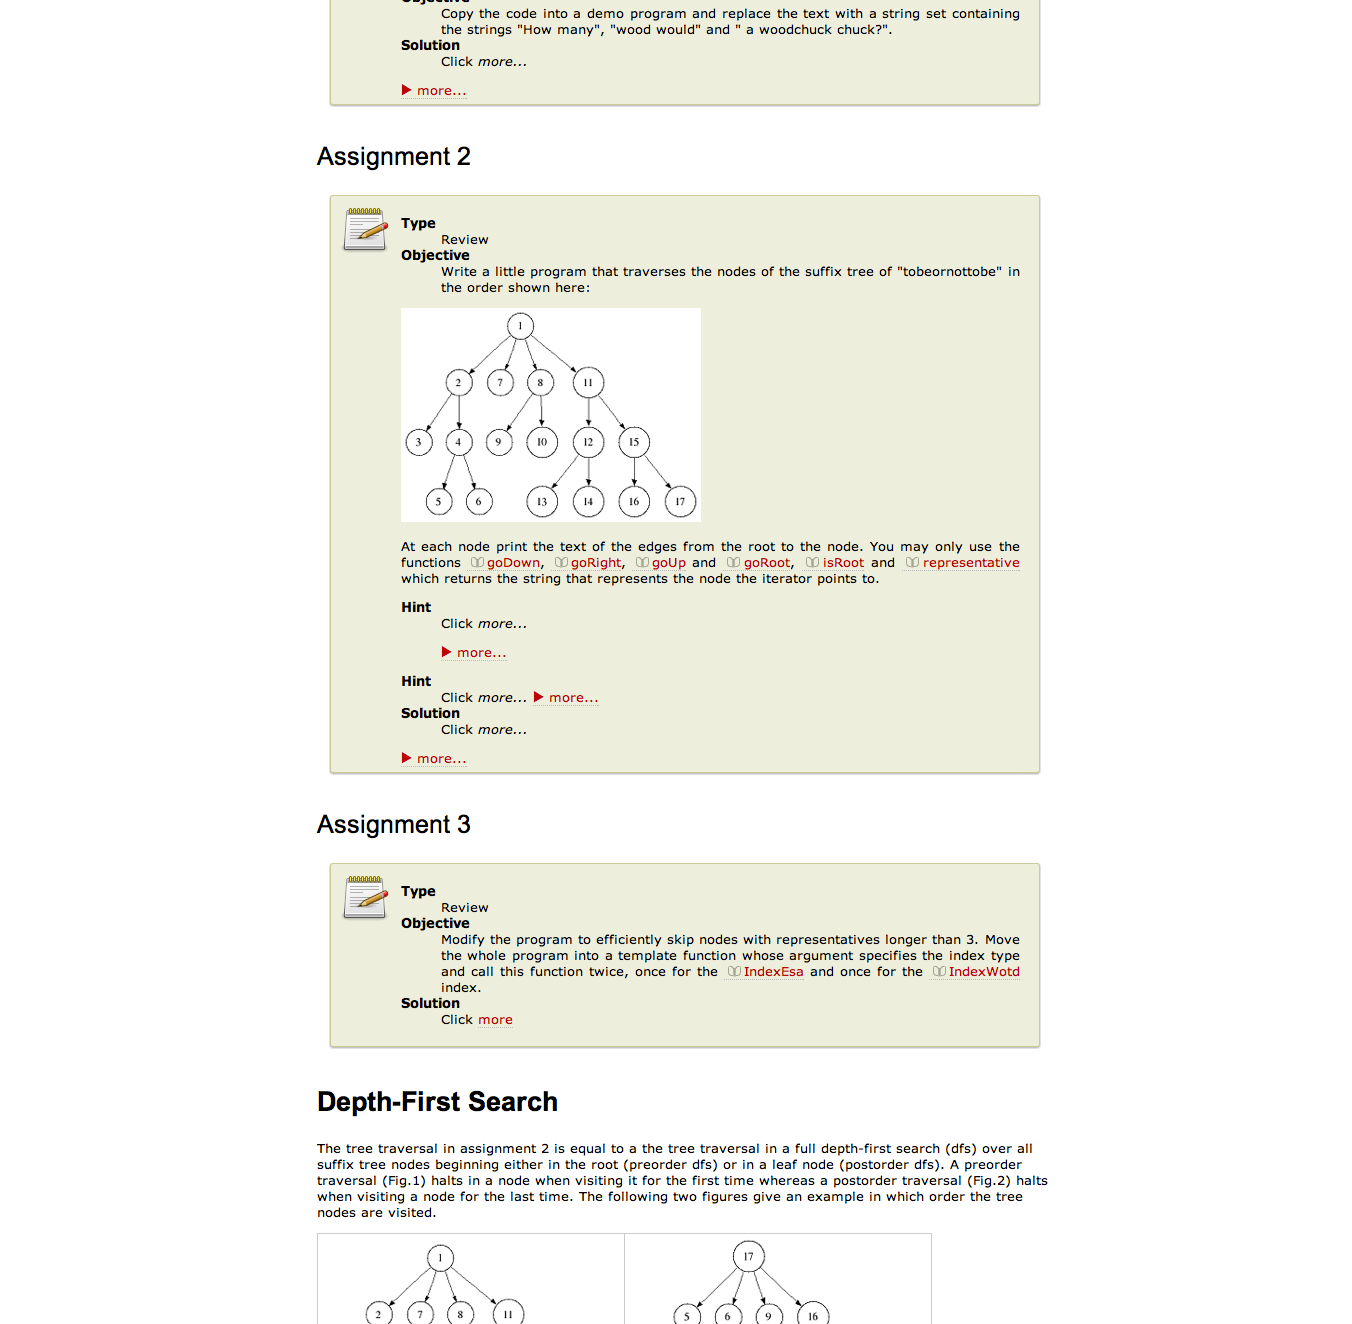 Copy the code into a demo program and replace the text with a string set containing
the strings "How many", "wood would" and " a woodchuck chuck?".
Solution
Click more...
more...
Assignment 2
Type
Review
Objective
Write a little program that traverses the nodes of the suffix tree of "tobeornottobe" in
the order shown here:
1
2 7 8 11
3 4 9 10 12 15
5 6 13 14 16 17
At each node print the text of the edges from the root to the node. You may only use the
functions goDown, goRight, goUp and goRoot, isRoot and representative
which returns the string that represents the node the iterator points to.
Hint
Click more...
more...
Hint
Click more... more...
Solution
Click more...
more...
Assignment 3
Type
Review
Objective
Modify the program to efficiently skip nodes with representatives longer than 3. Move
the whole program into a template function whose argument specifies the index type
and call this function twice, once for the IndexEsa and once for the IndexWotd
index.
Solution
Click more
Depth-First Search
The tree traversal in assignment 2 is equal to a the tree traversal in a full depth-first search (dfs) over all
suffix tree nodes beginning either in the root (preorder dfs) or in a leaf node (postorder dfs). A preorder
traversal (Fig.1) halts in a node when visiting it for the first time whereas a postorder traversal (Fig.2) halts
when visiting a node for the last time. The following two figures give an example in which order the tree
nodes are visited.
1
2 7 8 11
17
5 6 9 16